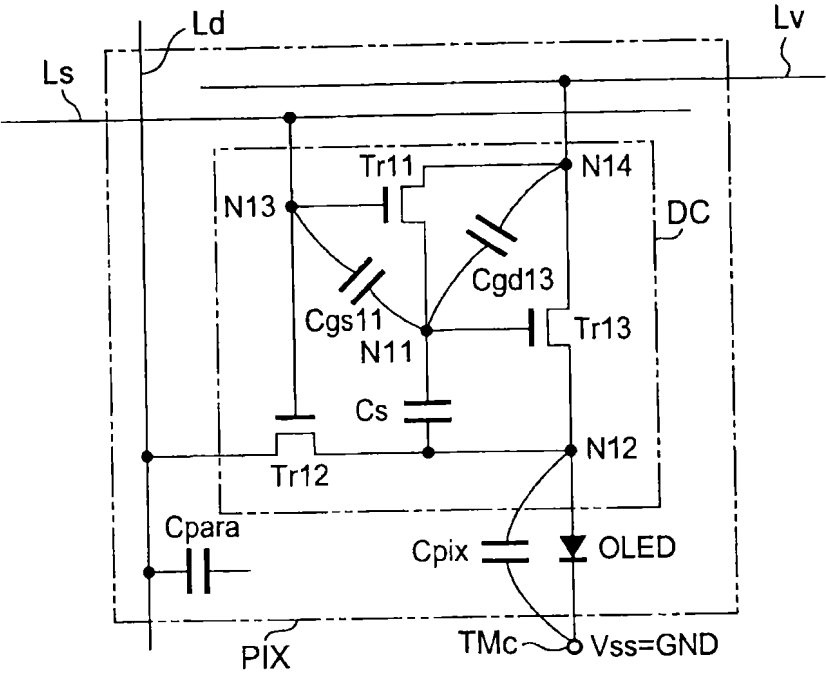 Ld
Lv
Ls
Tr11
N14
N13
DC
Cgd13
Cgs11
N11
Tr13
Cs
N12
Tr12
Cpara
Cpix
OLED
TMc
Vss=GND
PIX